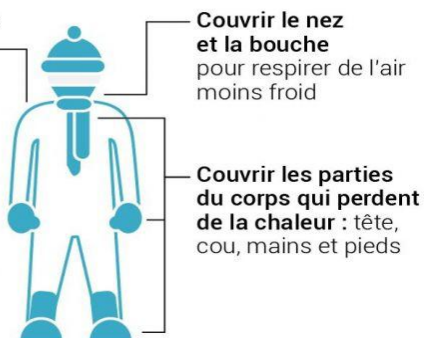 Couvrir le nez
et la bouche
pour respirer de l'air
moins froid
Couvrir les parties
du corps qui perdent
de la chaleur : tête,
cou, mains et pieds